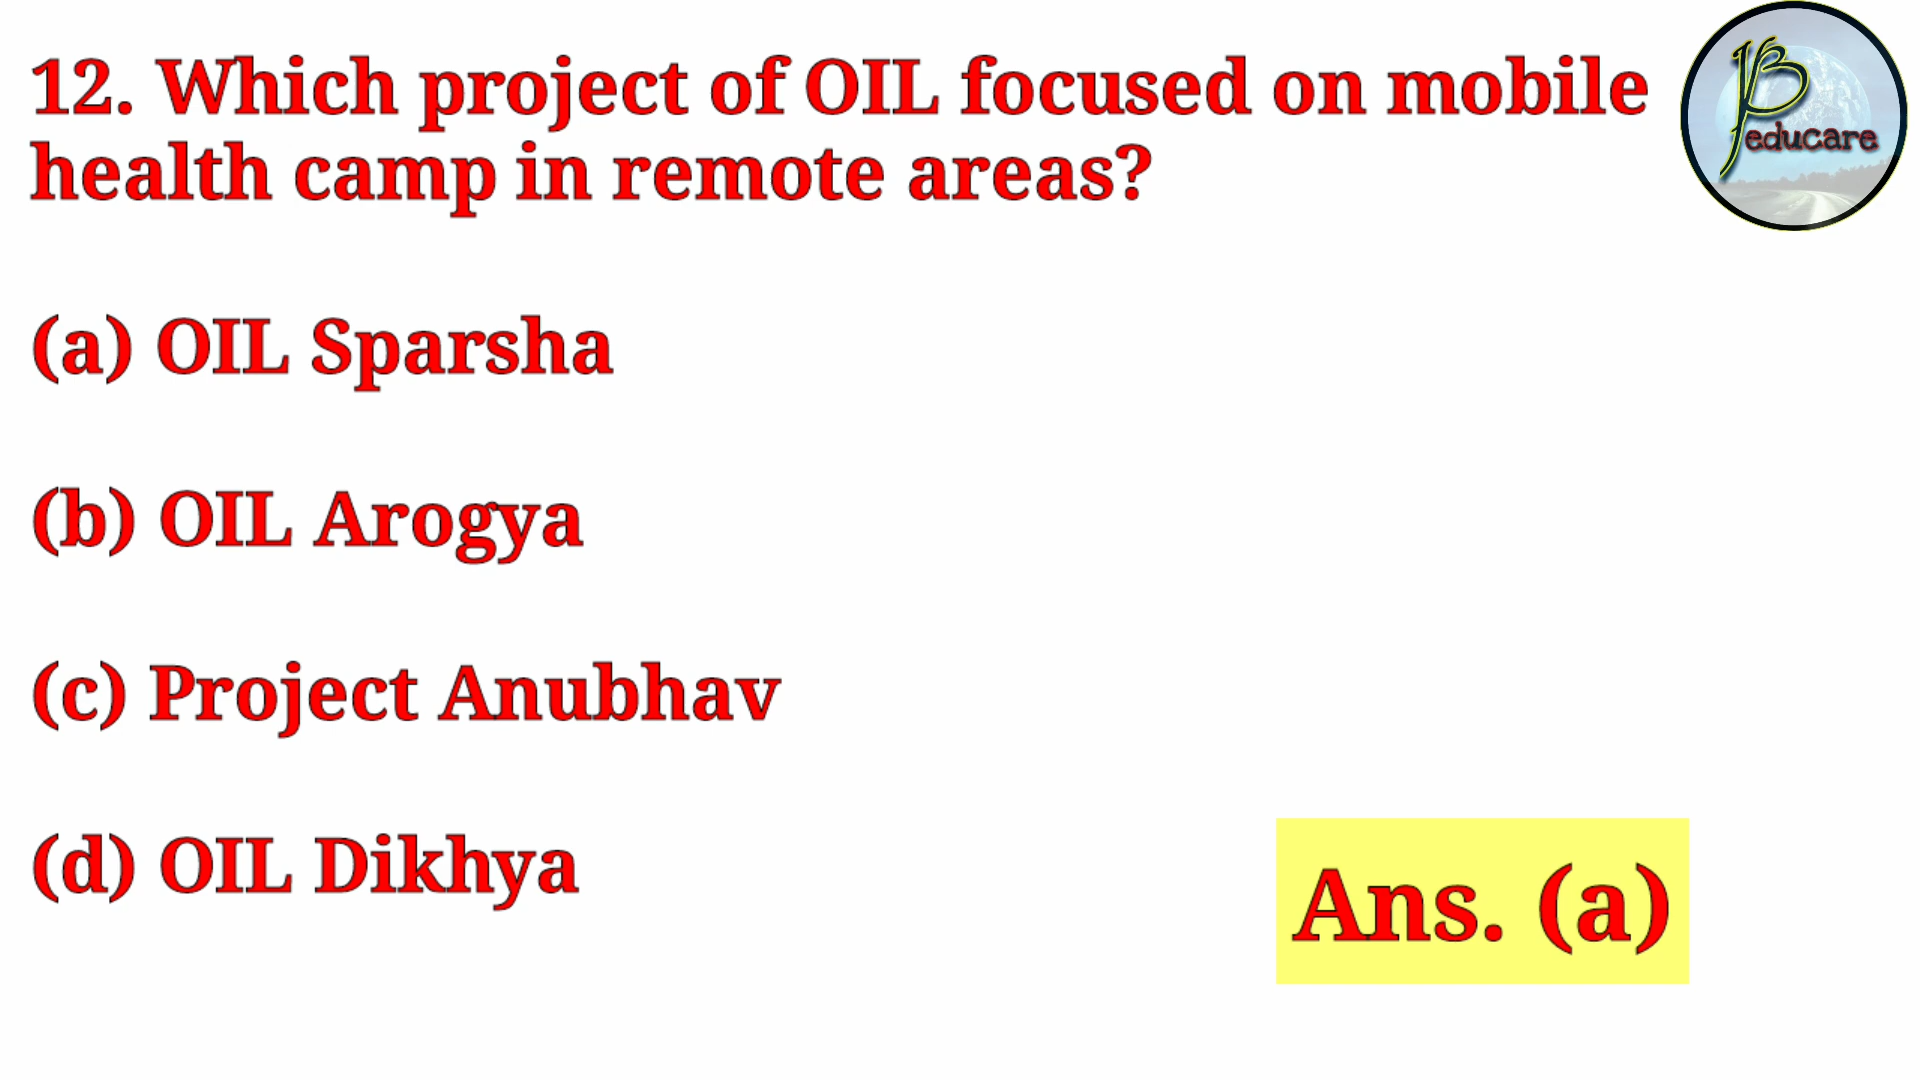 12. Which project of OIL focused on mobile
health camp in remote areas?
(a) OIL Sparsha
(b) OIL Arogya
(c) Project Anubhav
(d) OIL Dikhya
Ans. (a)
educare